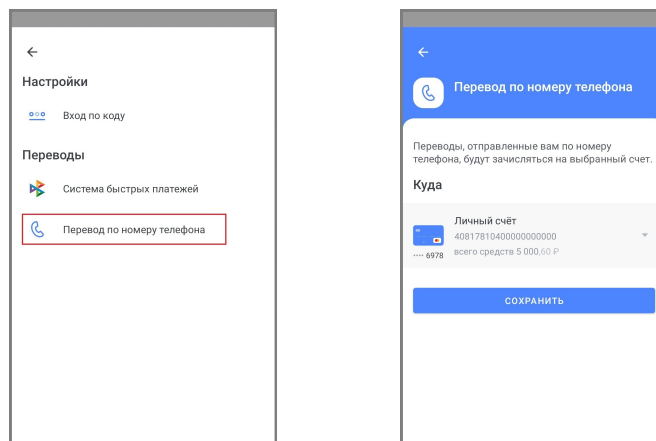 Настройки
Вход по коду
Переводы
Система быстрых платежей
Перевод по номеру телефона
Перевод по номеру телефона
Переводы, отправленные вам по номеру
телефона, будут зачисляться на выбранный счет.
Куда
Личный счёт
40817810400000000000
•••• 6978
всего средств 5 000,60 ₽
СОХРАНИТЬ